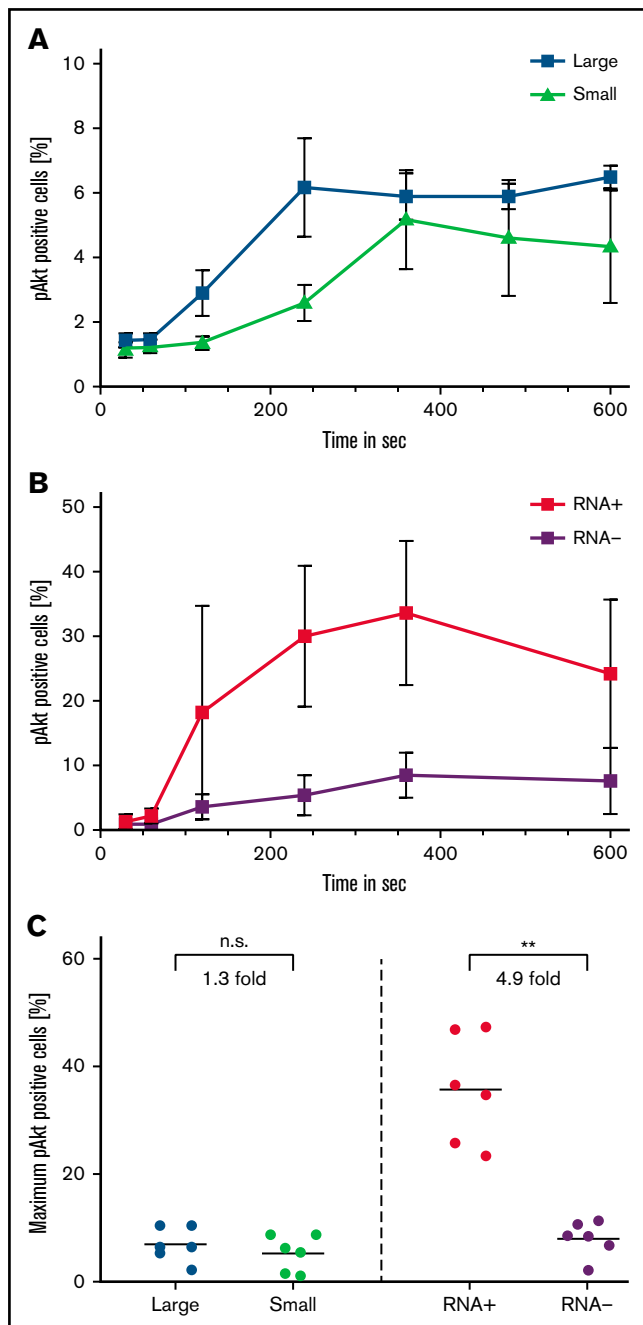 A
10
8
6
4
2
0
pAkt positive cells [%]
Large
Small
0 200 400 600
Time in sec
B
50
40
30
20
10
0
pAkt positive cells [%]
RNA+
RNA−
0 200 400 600
Time in sec
C
60
40
20
0
Maximum pAkt positive cells [%]
n.s.
1.3 fold
**
4.9 fold
Large Small RNA+ RNA−